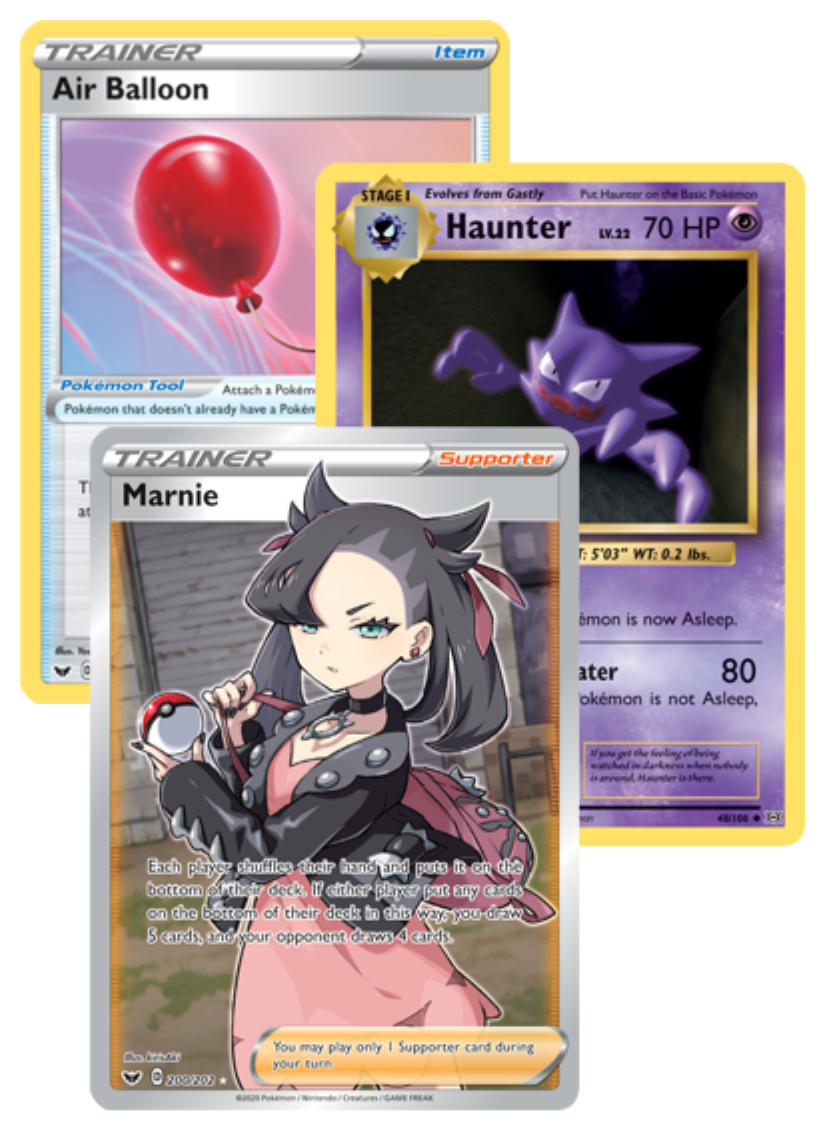 TRAINER
Item
Air Balloon
Pokémon Tool
Attach a Pokém
Pokémon that doesn't already have a Pokém
STAGE 1
Evolves from Gastly
Put Haunter on the Basic Pokémon
Haunter
LV.22
70 HP
T: 5'03" WT: 0.2 lbs.
émon is now Asleep.
ater
80
Pokémon is not Asleep,
If you get the feeling of being
watched in darkness when nobody
is around, Haunter is there.
mon
48/108
TRAINER
Supporter
Marnie
Each player shuffles their hand and puts it on the
bottom of their deck. If either player put any cards
on the bottom of their deck in this way, you draw
5 cards, and your opponent draws 4 cards.
You may play only 1 Supporter card during
your turn.
Illus. kirisAki
D
200/202
©2020 Pokémon / Nintendo / Creatures / GAME FREAK